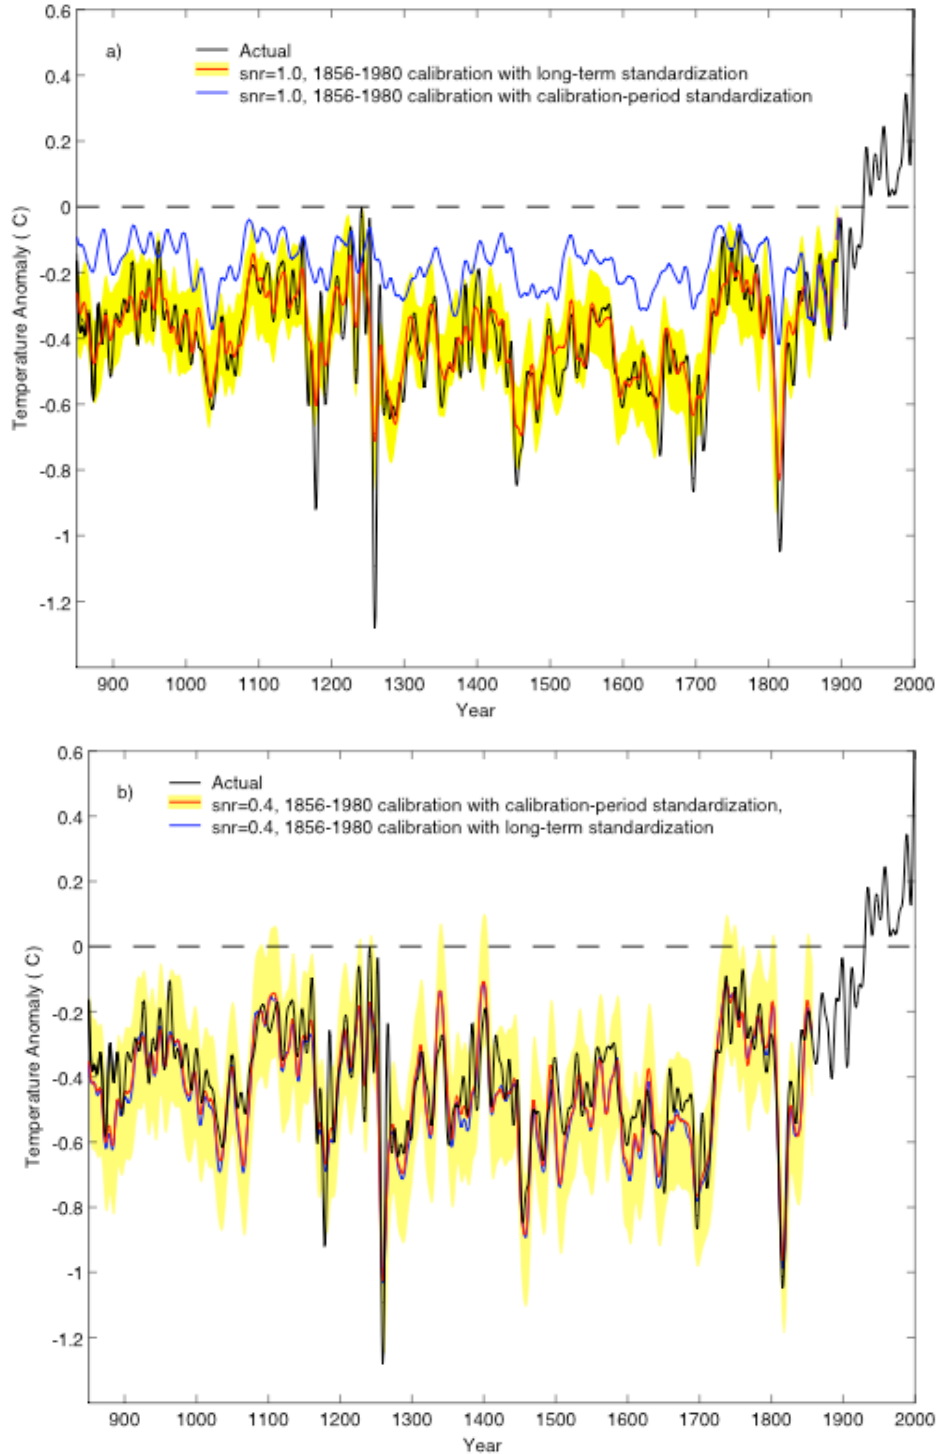 0.6
a)
Actual
snr=1.0, 1856-1980 calibration with long-term standardization
snr=1.0, 1856-1980 calibration with calibration-period standardization
0.4
0.2
0
-0.2
-0.4
-0.6
-0.8
-1
-1.2
Temperature Anomaly ( C)
900 1000 1100 1200 1300 1400 1500 1600 1700 1800 1900 2000
Year
0.6
b)
Actual
snr=0.4, 1856-1980 calibration with calibration-period standardization,
snr=0.4, 1856-1980 calibration with long-term standardization
0.4
0.2
0
-0.2
-0.4
-0.6
-0.8
-1
-1.2
Temperature Anomaly ( C)
900 1000 1100 1200 1300 1400 1500 1600 1700 1800 1900 2000
Year